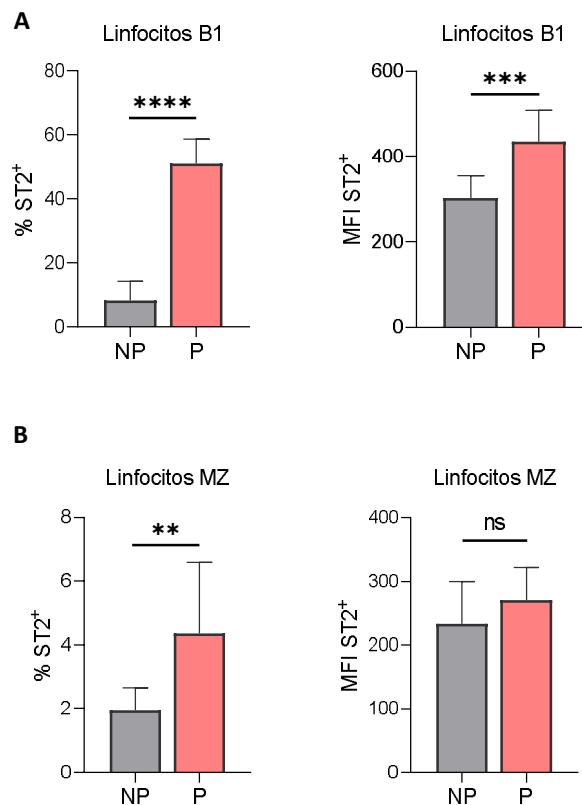 A
Linfocitos B1
% ST2+
80
60
40
20
0
****
NP P
Linfocitos B1
MFI ST2+
600
400
200
0
***
NP P
B
Linfocitos MZ
% ST2+
8
6
4
2
0
**
NP P
Linfocitos MZ
MFI ST2+
400
300
200
100
0
ns
NP P